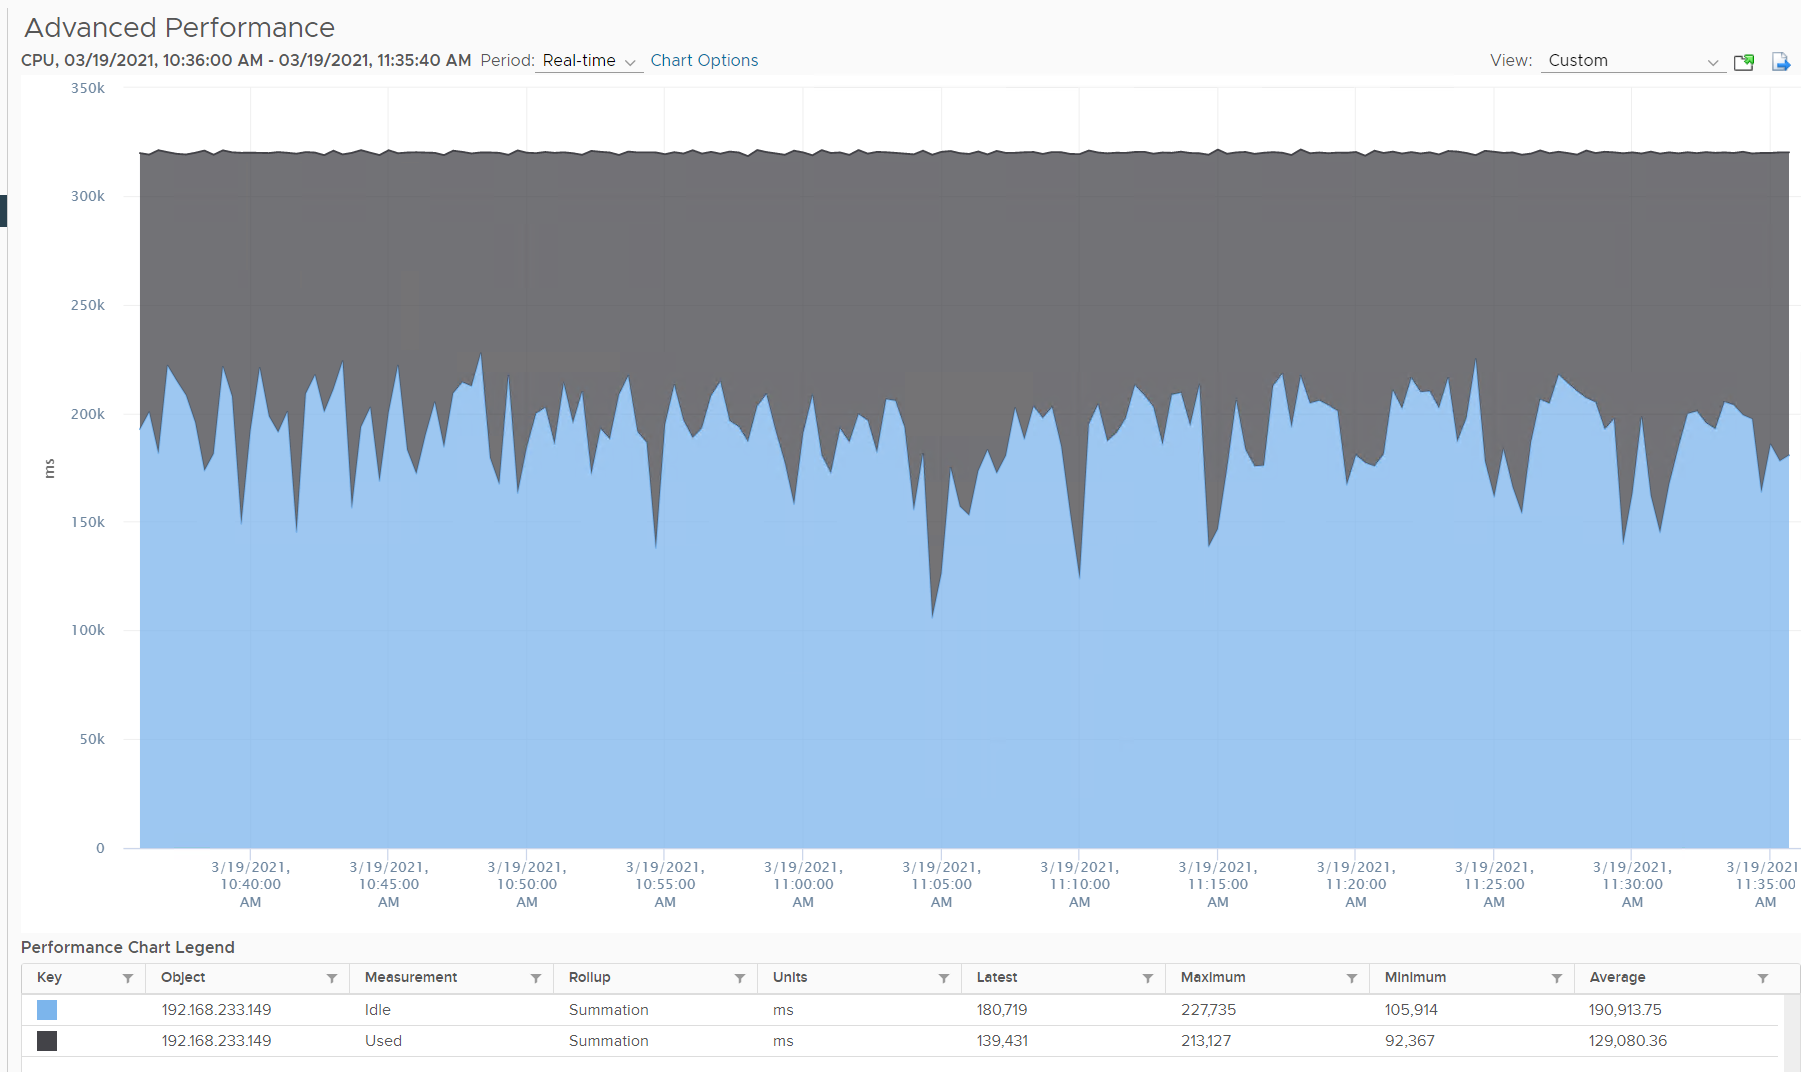 Advanced Performance
CPU, 03/19/2021, 10:36:00 AM - 03/19/2021, 11:35:40 AM Period: Real-time Chart Options View: Custom
350k
300k
250k
200k
150k
100k
50k
0
ms
3/19/2021, 3/19/2021, 3/19/2021, 3/19/2021, 3/19/2021, 3/19/2021, 3/19/2021, 3/19/2021, 3/19/2021, 3/19/2021, 3/19/2021, 3/19/2021
10:40:00 10:45:00 10:50:00 10:55:00 11:00:00 11:05:00 11:10:00 11:15:00 11:20:00 11:25:00 11:30:00 11:35:00
AM AM AM AM AM AM AM AM AM AM AM AM
Performance Chart Legend
Key Object Measurement Rollup Units Latest Maximum Minimum Average
192.168.233.149 Idle Summation ms 180,719 227,735 105,914 190,913.75
192.168.233.149 Used Summation ms 139,431 213,127 92,367 129,080.36